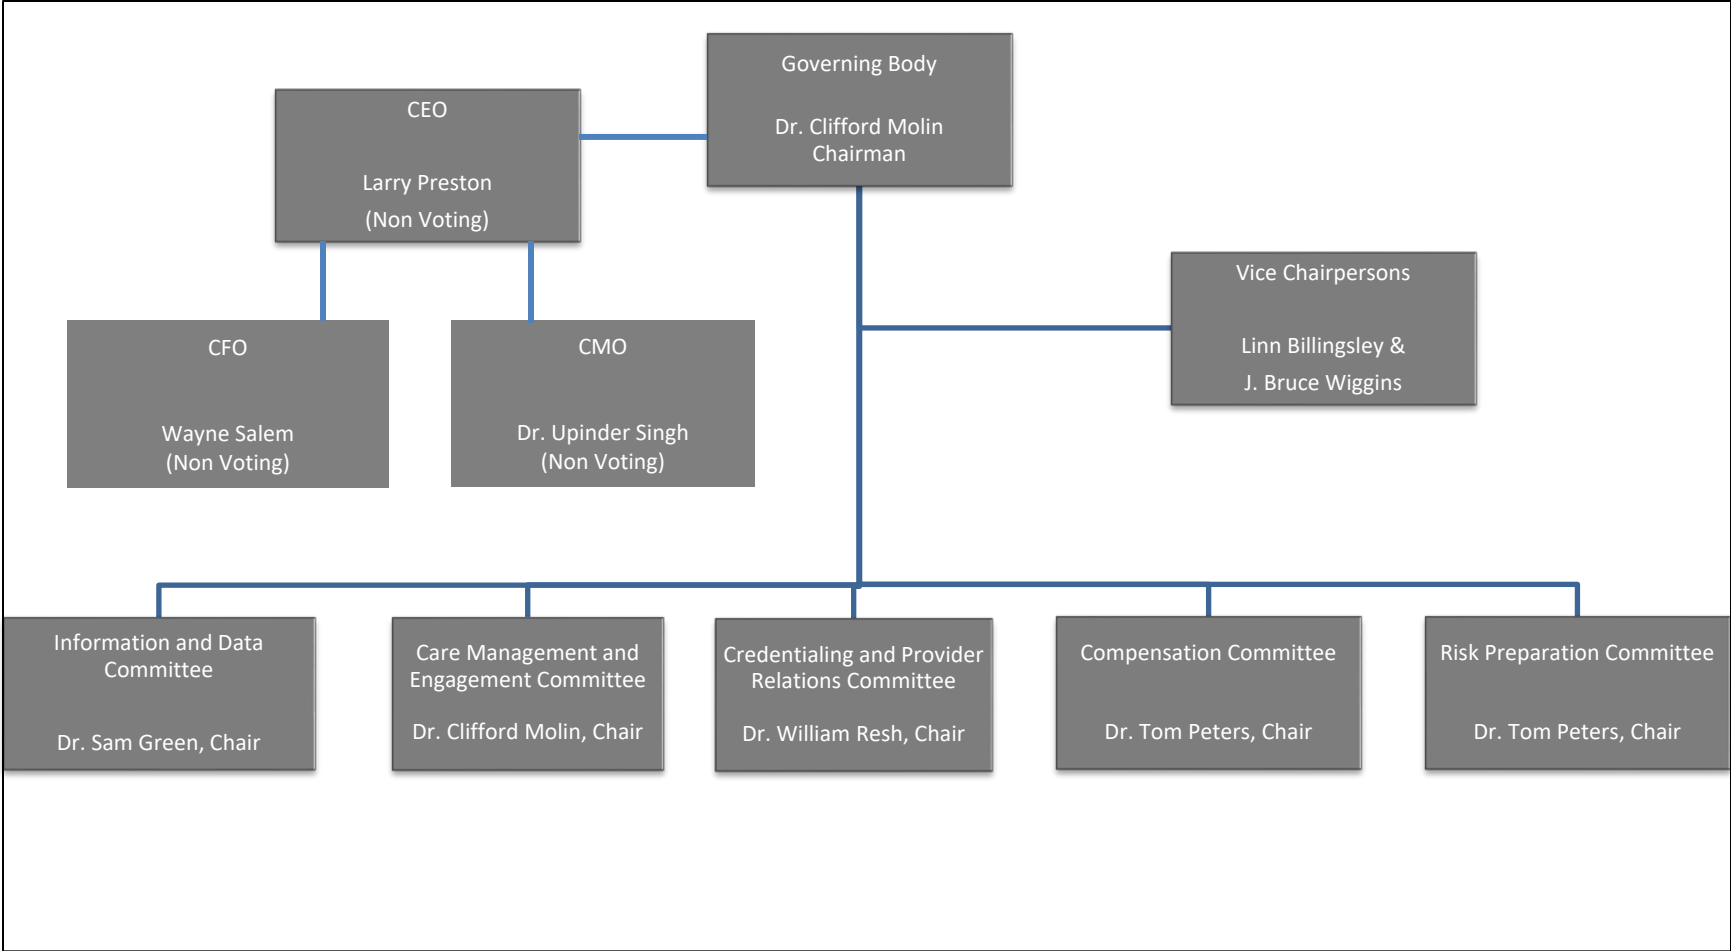 Governing Body
Dr. Clifford Molin
Chairman
CEO
Larry Preston
(Non Voting)
Vice Chairpersons
Linn Billingsley &
J. Bruce Wiggins
CFO
Wayne Salem
(Non Voting)
CMO
Dr. Upinder Singh
(Non Voting)
Information and Data
Committee
Dr. Sam Green, Chair
Care Management and
Engagement Committee
Dr. Clifford Molin, Chair
Credentialing and Provider
Relations Committee
Dr. William Resh, Chair
Compensation Committee
Dr. Tom Peters, Chair
Risk Preparation Committee
Dr. Tom Peters, Chair